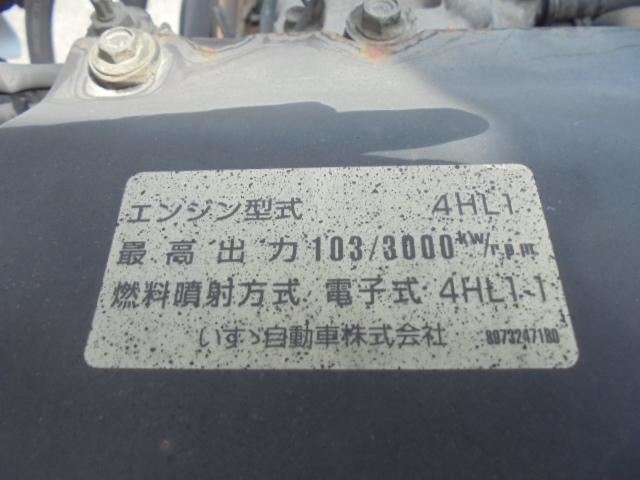 エンジン型式 4HL1
最高出力 103/3000 kW/r.p.m
燃料噴射方式 電子式 4HL1-1
いすゞ自動車株式会社 8973247180